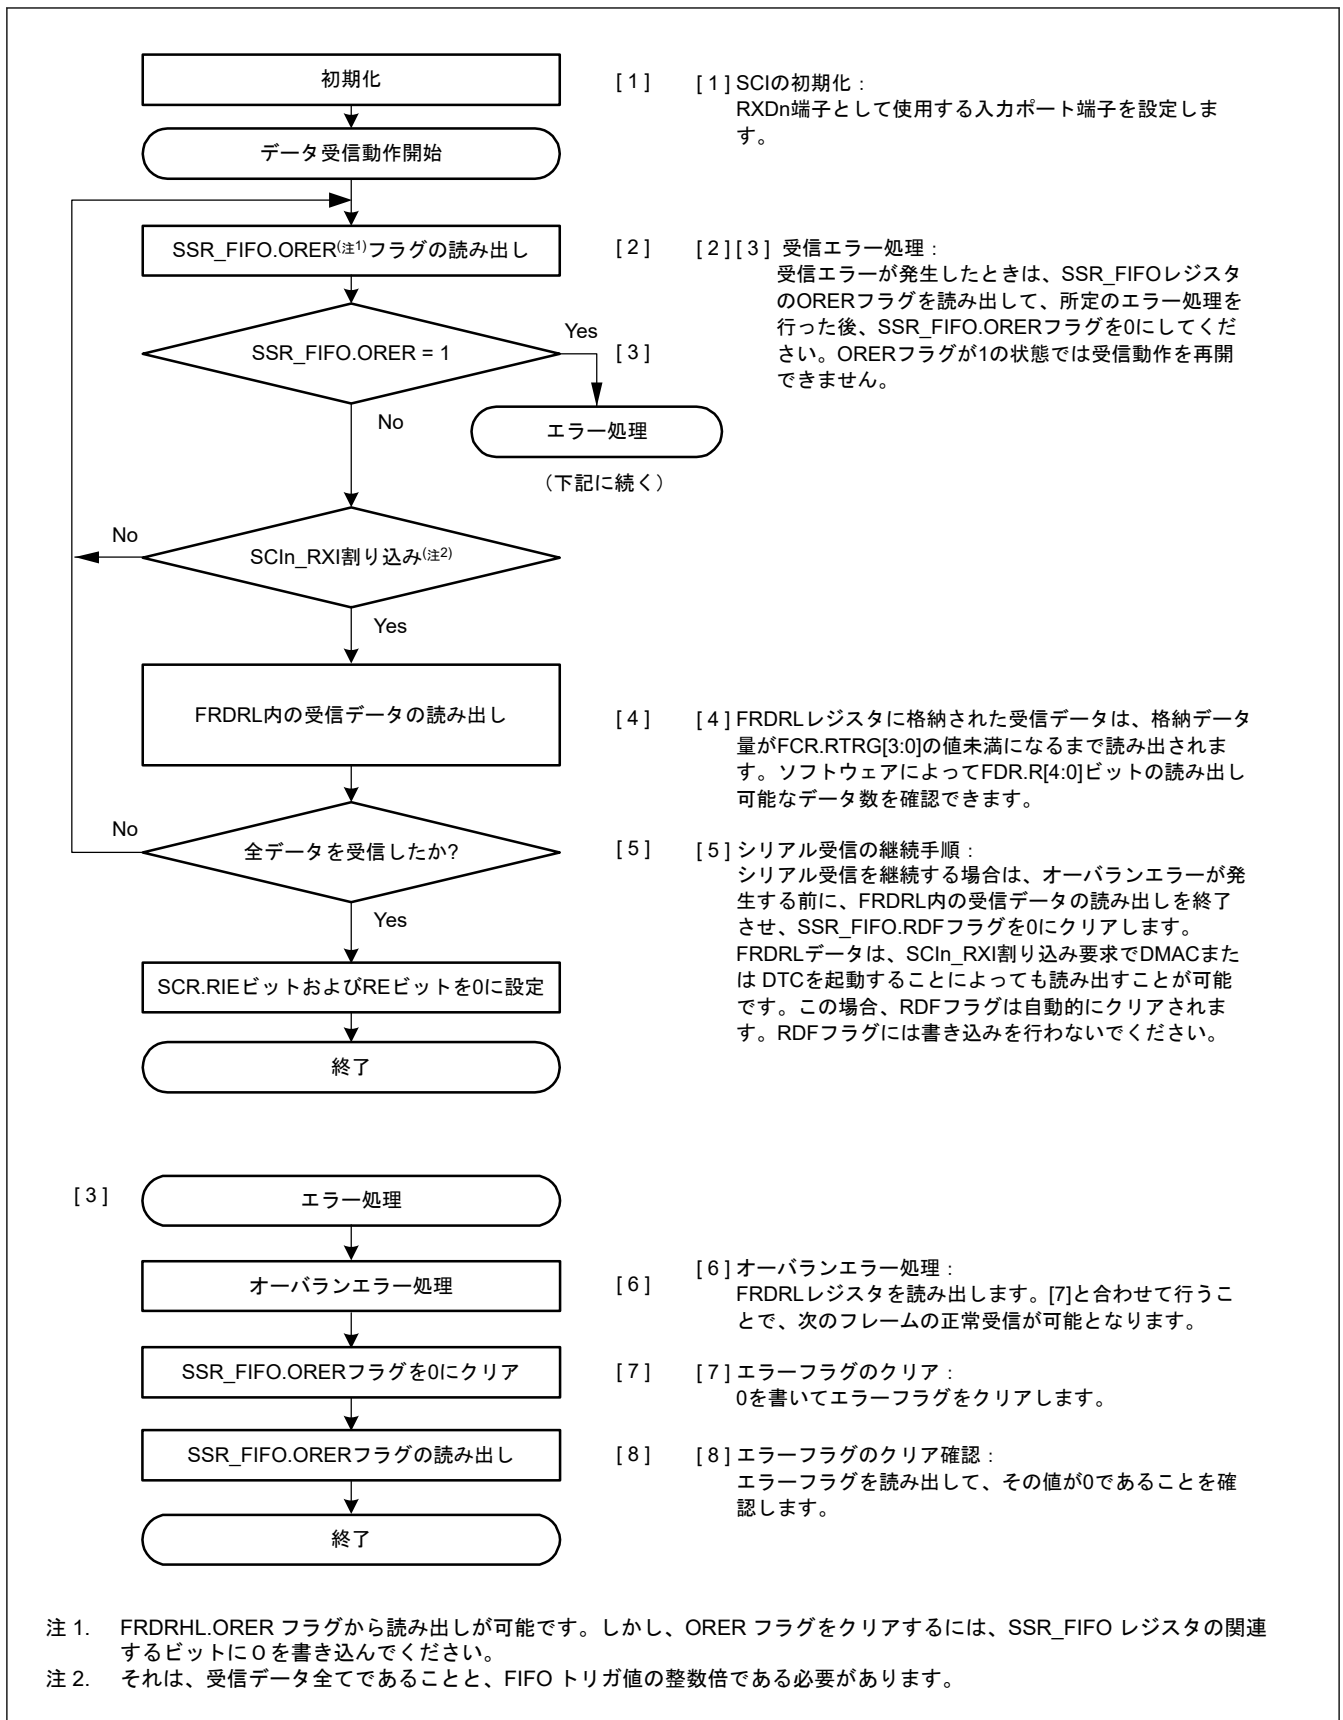 初期化
[ 1 ]
[ 1 ] SCIの初期化：
RXDn端子として使用する入力ポート端子を設定しま
す。
データ受信動作開始
SSR_FIFO.ORER(注1)フラグの読み出し
[ 2 ]
[ 2 ] [ 3 ] 受信エラー処理：
受信エラーが発生したときは、SSR_FIFOレジスタ
のORERフラグを読み出して、所定のエラー処理を
行った後、SSR_FIFO.ORERフラグを0にしてくだ
さい。ORERフラグが1の状態では受信動作を再開
できません。
SSR_FIFO.ORER = 1
Yes
[ 3 ]
No
エラー処理
（下記に続く）
No
SCIn_RXI割り込み(注2)
Yes
FRDRL内の受信データの読み出し
[ 4 ]
[ 4 ] FRDRLレジスタに格納された受信データは、格納データ
量がFCR.RTRG[3:0]の値未満になるまで読み出されま
す。ソフトウェアによってFDR.R[4:0]ビットの読み出し
可能なデータ数を確認できます。
No
全データを受信したか?
[ 5 ]
[ 5 ] シリアル受信の継続手順：
シリアル受信を継続する場合は、オーバランエラーが発
生する前に、FRDRL内の受信データの読み出しを終了
させ、SSR_FIFO.RDFフラグを0にクリアします。
FRDRLデータは、SCIn_RXI割り込み要求でDMACまた
は DTCを起動することによっても読み出すことが可能
です。この場合、RDFフラグは自動的にクリアされま
す。RDFフラグには書き込みを行わないでください。
Yes
SCR.RIEビットおよびREビットを0に設定
終了
[ 3 ]
エラー処理
オーバランエラー処理
[ 6 ]
[ 6 ] オーバランエラー処理：
FRDRLレジスタを読み出します。[7]と合わせて行うこ
とで、次のフレームの正常受信が可能となります。
SSR_FIFO.ORERフラグを0にクリア
[ 7 ]
[ 7 ] エラーフラグのクリア：
0を書いてエラーフラグをクリアします。
SSR_FIFO.ORERフラグの読み出し
[ 8 ]
[ 8 ] エラーフラグのクリア確認：
エラーフラグを読み出して、その値が0であることを確
認します。
終了
注 1. FRDRHL.ORER フラグから読み出しが可能です。しかし、ORER フラグをクリアするには、SSR_FIFO レジスタの関連
するビットに０を書き込んでください。
注 2. それは、受信データ全てであることと、FIFO トリガ値の整数倍である必要があります。